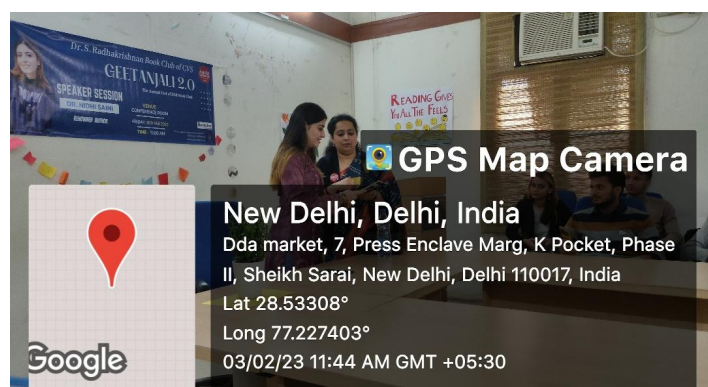 Dr.S.Radhakrishnan Book Club of CVS
GEETANJALI 2.0
SPEAKER SESSION
DR. NIDHI SAINI
VENUE
CONFERENCE ROOM
READING GIVES
YOU ALL THE FEELS
GPS Map Camera
New Delhi, Delhi, India
Dda market, 7, Press Enclave Marg, K Pocket, Phase
II, Sheikh Sarai, New Delhi, Delhi 110017, India
Lat 28.53308°
Long 77.227403°
03/02/23 11:44 AM GMT +05:30
Google